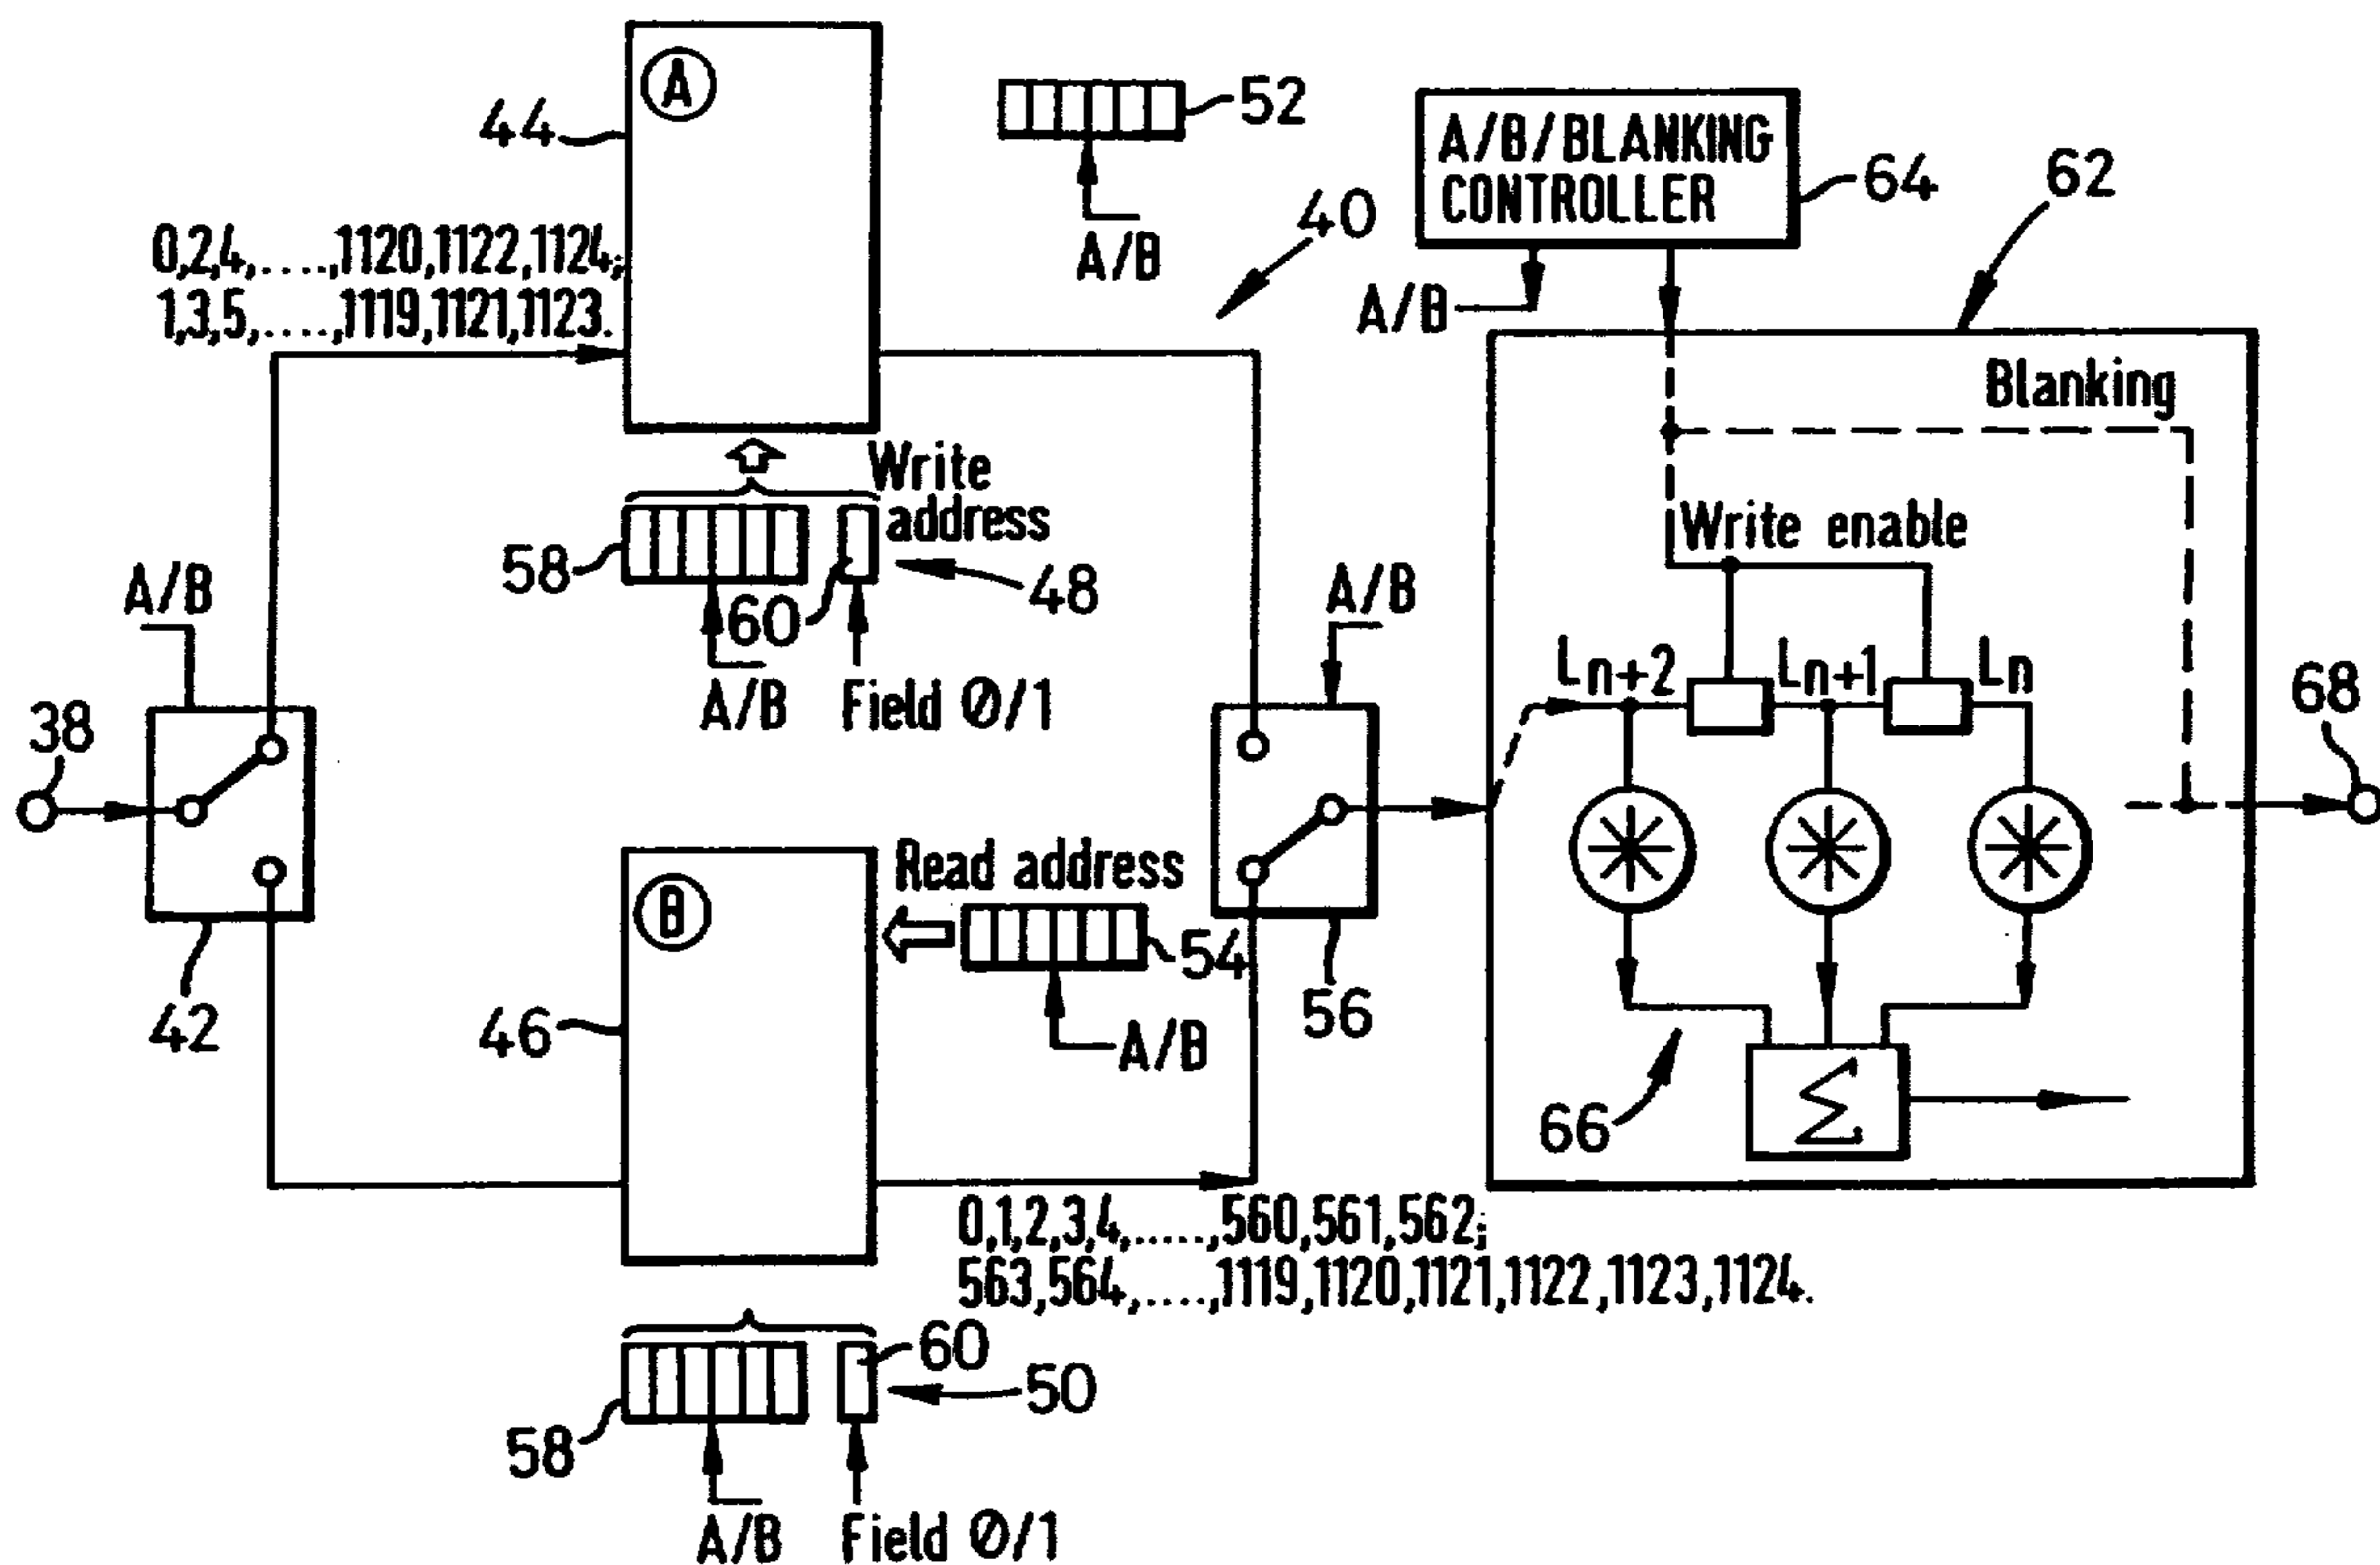 A
44
52
A/B
A/B/BLANKING
CONTROLLER
64
62
40
0,2,4,.....,1120,1122,1124;
1,3,5,.....,1119,1121,1123.
A/B
Blanking
Write
address
58
60
48
A/B
Field Ø/1
Write enable
A/B
38
42
A/B
56
Ln+2
Ln+1
Ln
68
B
46
Read address
54
A/B
66
Σ
0,1,2,3,4,.....,560,561,562;
563,564,....,1119,1120,1121,1122,1123,1124.
58
60
50
A/B
Field Ø/1